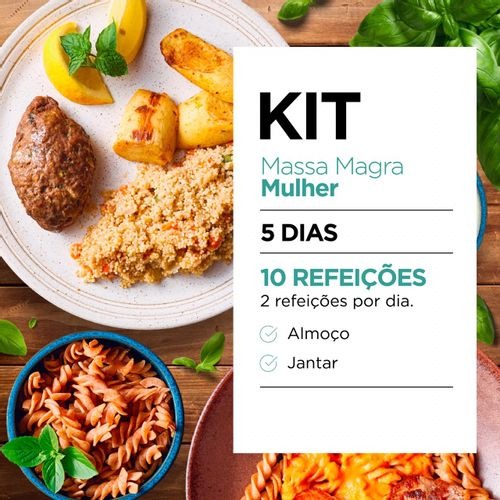 KIT
Massa Magra
Mulher
5 DIAS
10 REFEIÇÕES
2 refeições por dia.
Almoço
Jantar